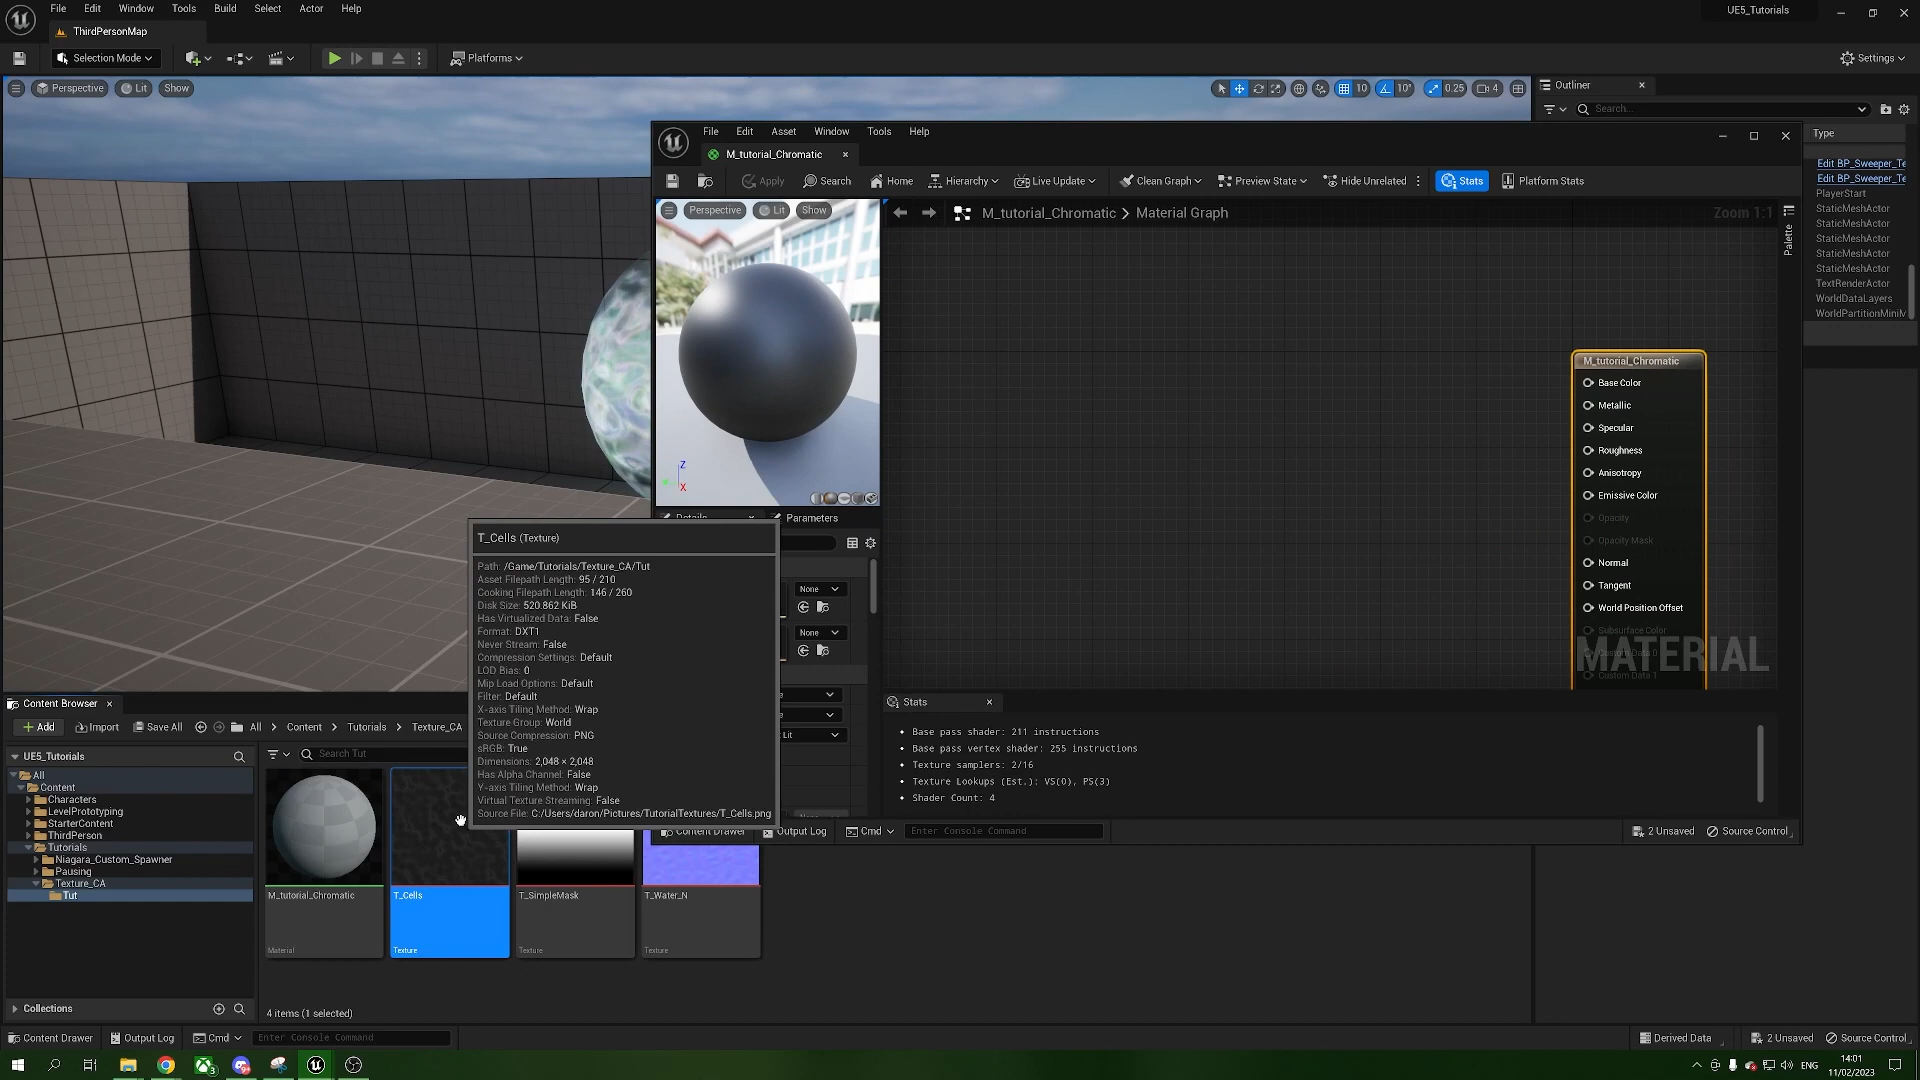 File Edit Window Tools Build Select Actor Help
UE5_Tutorials
ThirdPersonMap
Selection Mode
Platforms
Settings
Perspective Lit Show
10 10° 0.25 4
Outliner
Search...
Type
Edit BP_Sweeper_Te
Edit BP_Sweeper_Te
PlayerStart
StaticMeshActor
StaticMeshActor
StaticMeshActor
StaticMeshActor
StaticMeshActor
TextRenderActor
WorldDataLayers
WorldPartitionMiniM
File Edit Asset Window Tools Help
M_tutorial_Chromatic
Apply Search Home Hierarchy Live Update Clean Graph Preview State Hide Unrelated Stats Platform Stats
Perspective Lit Show
M_tutorial_Chromatic > Material Graph
Zoom 1:1
Palette
Z
X
M_tutorial_Chromatic
Base Color
Metallic
Specular
Roughness
Anisotropy
Emissive Color
Opacity
Opacity Mask
Normal
Tangent
World Position Offset
Subsurface Color
Custom Data 0
Custom Data 1
MATERIAL
Details Parameters
None
None
Lit
Stats
• Base pass shader: 211 instructions
• Base pass vertex shader: 255 instructions
• Texture samplers: 2/16
• Texture Lookups (Est.): VS(0), PS(3)
• Shader Count: 4
Content Drawer Output Log Cmd Enter Console Command
2 Unsaved Source Control
T_Cells (Texture)
Path: /Game/Tutorials/Texture_CA/Tut
Asset Filepath Length: 95 / 210
Cooking Filepath Length: 146 / 260
Disk Size: 520.862 KiB
Has Virtualized Data: False
Format: DXT1
Never Stream: False
Compression Settings: Default
LOD Bias: 0
Mip Load Options: Default
Filter: Default
X-axis Tiling Method: Wrap
Texture Group: World
Source Compression: PNG
sRGB: True
Dimensions: 2,048 × 2,048
Has Alpha Channel: False
Y-axis Tiling Method: Wrap
Virtual Texture Streaming: False
Source File: C:/Users/daron/Pictures/TutorialTextures/T_Cells.png
Content Browser
Add Import Save All All > Content > Tutorials > Texture_CA
UE5_Tutorials
Search Tut
All
Content
Characters
LevelPrototyping
StarterContent
ThirdPerson
Tutorials
Niagara_Custom_Spawner
Pausing
Texture_CA
Tut
Collections
M_tutorial_Chromatic
Material
T_Cells
Texture
T_SimpleMask
Texture
T_Water_N
Texture
4 items (1 selected)
Content Drawer Output Log Cmd Enter Console Command
Derived Data 2 Unsaved Source Control
ENG
14:01
11/02/2023